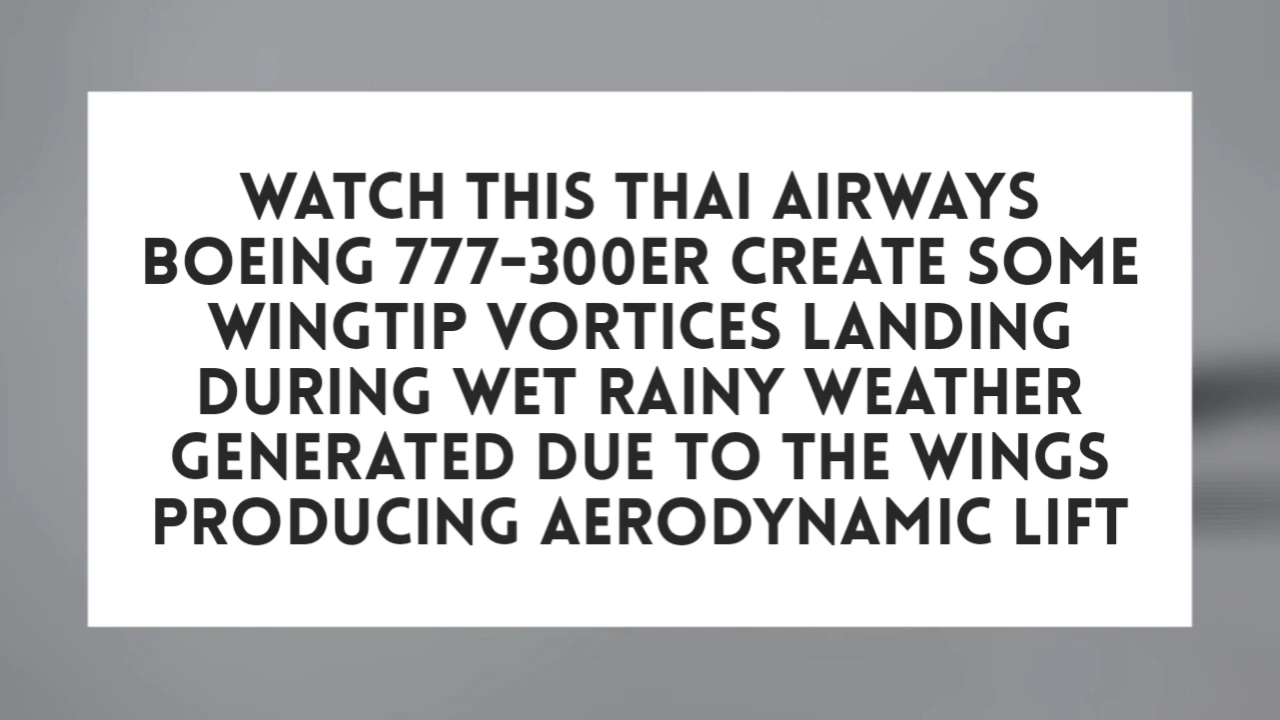 WATCH THIS THAI AIRWAYS
BOEING 777-300ER CREATE SOME
WINGTIP VORTICES LANDING
DURING WET RAINY WEATHER
GENERATED DUE TO THE WINGS
PRODUCING AERODYNAMIC LIFT